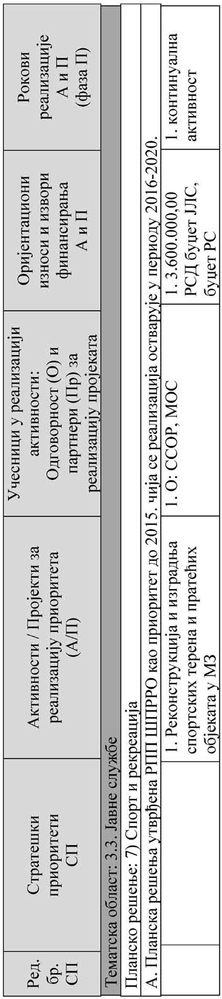 Ред.
бр.
СП
Стратешки
приоритети
СП
Активности / Пројекти за
реализацију приоритета
(А/П)
Учесници у реализацији
активности:
Одговорност (О) и
партнери (Пр) за
реализацију пројеката
Оријентациони
износи и извори
финансирања
А и П
Рокови
реализације
А и П
(фаза П)
Тематска област: 3.3. Јавне службе
Планско решење: 7) Спорт и рекреација
А. Планска решења утврђена РПП ШПРРО као приоритет до 2015. чија се реализација остварује у периоду 2016-2020.
1. Реконструкција и изградња
спортских терена и пратећих
објеката у МЗ
1. О: ССОР, МОС
1. 3.600.000,00
РСД буџет ЈЛС,
буџет РС
1. континуална
активност